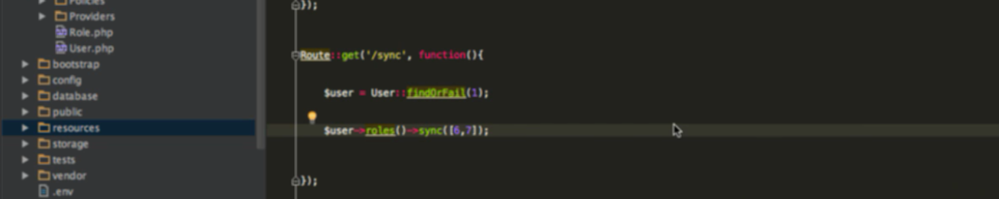 Policies
Providers
Role.php
User.php
bootstrap
config
database
public
resources
storage
tests
vendor
.env
});
Route::get('/sync', function(){
$user = User::findOrFail(1);
$user->roles()->sync([6,7]);
});